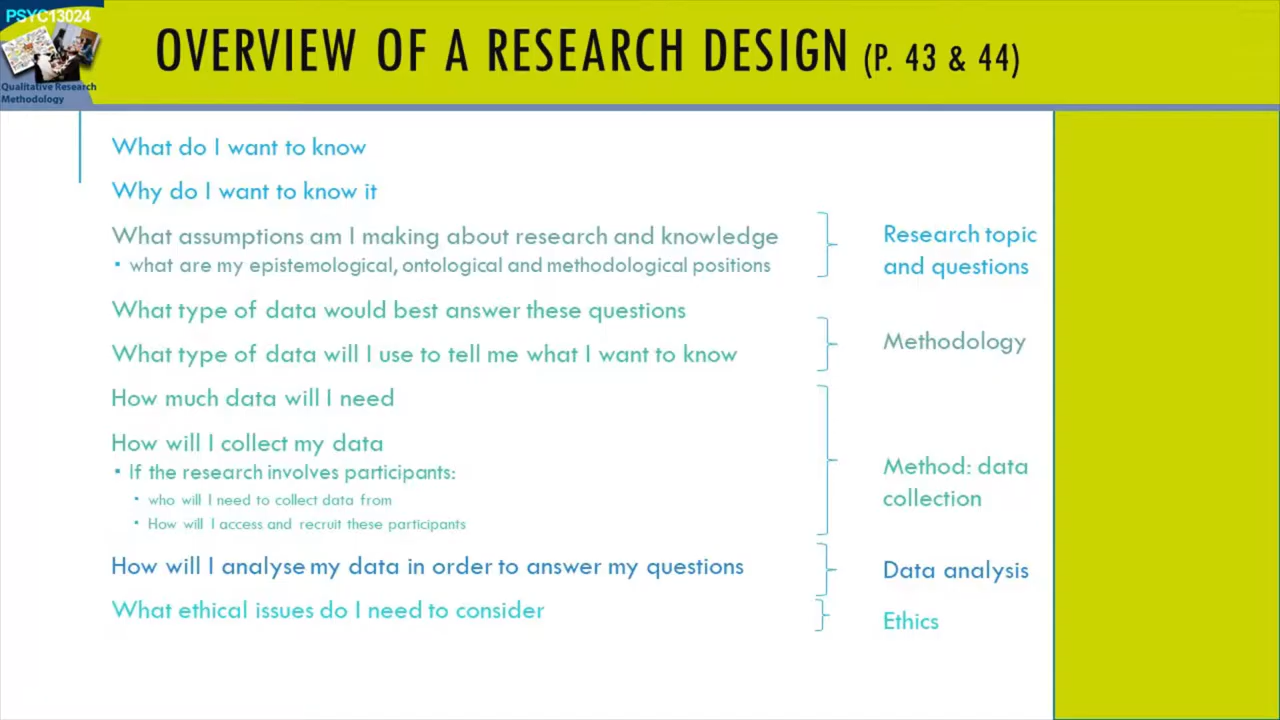 PSYC13024
Qualitative Research
Methodology
OVERVIEW OF A RESEARCH DESIGN (P. 43 & 44)
What do I want to know
Why do I want to know it
What assumptions am I making about research and knowledge
▪ what are my epistemological, ontological and methodological positions
Research topic
and questions
What type of data would best answer these questions
What type of data will I use to tell me what I want to know
Methodology
How much data will I need
How will I collect my data
▪ If the research involves participants:
▪ who will I need to collect data from
▪ How will I access and recruit these participants
Method: data
collection
How will I analyse my data in order to answer my questions
Data analysis
What ethical issues do I need to consider
Ethics